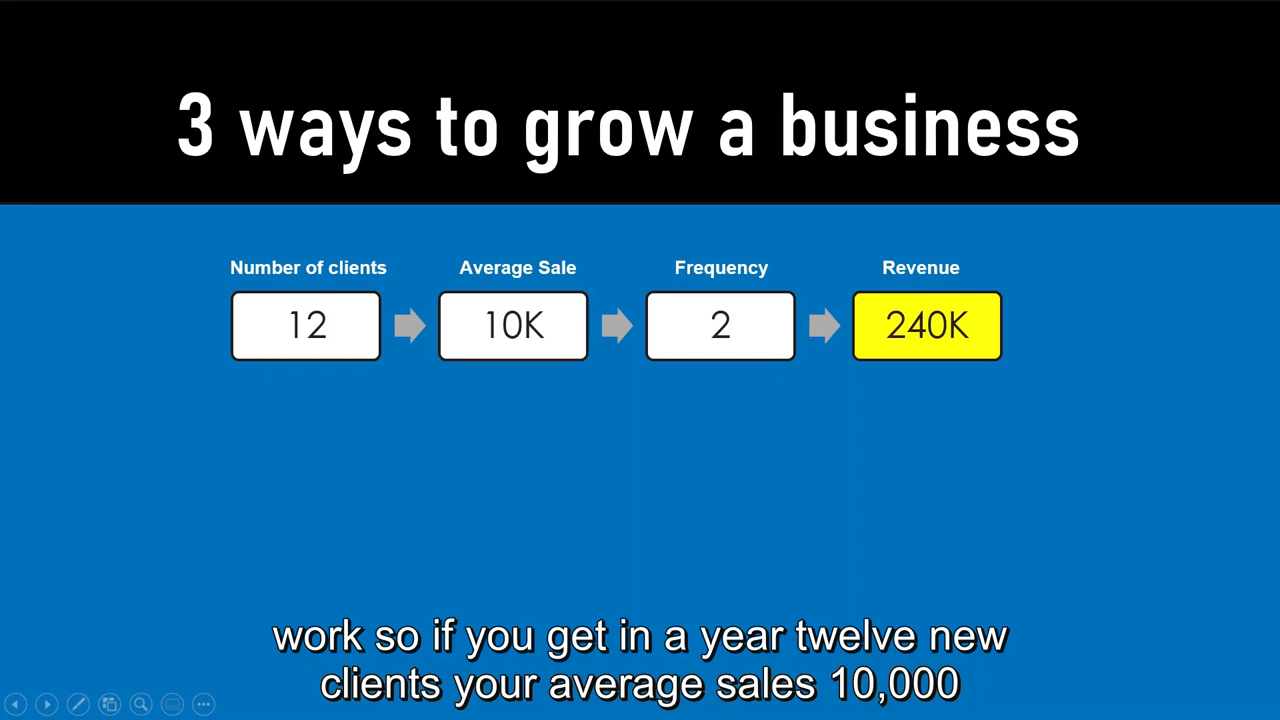 3 ways to grow a business
Number of clients Average Sale Frequency Revenue
12 10K 2 240K
work so if you get in a year twelve new
clients your average sales 10,000